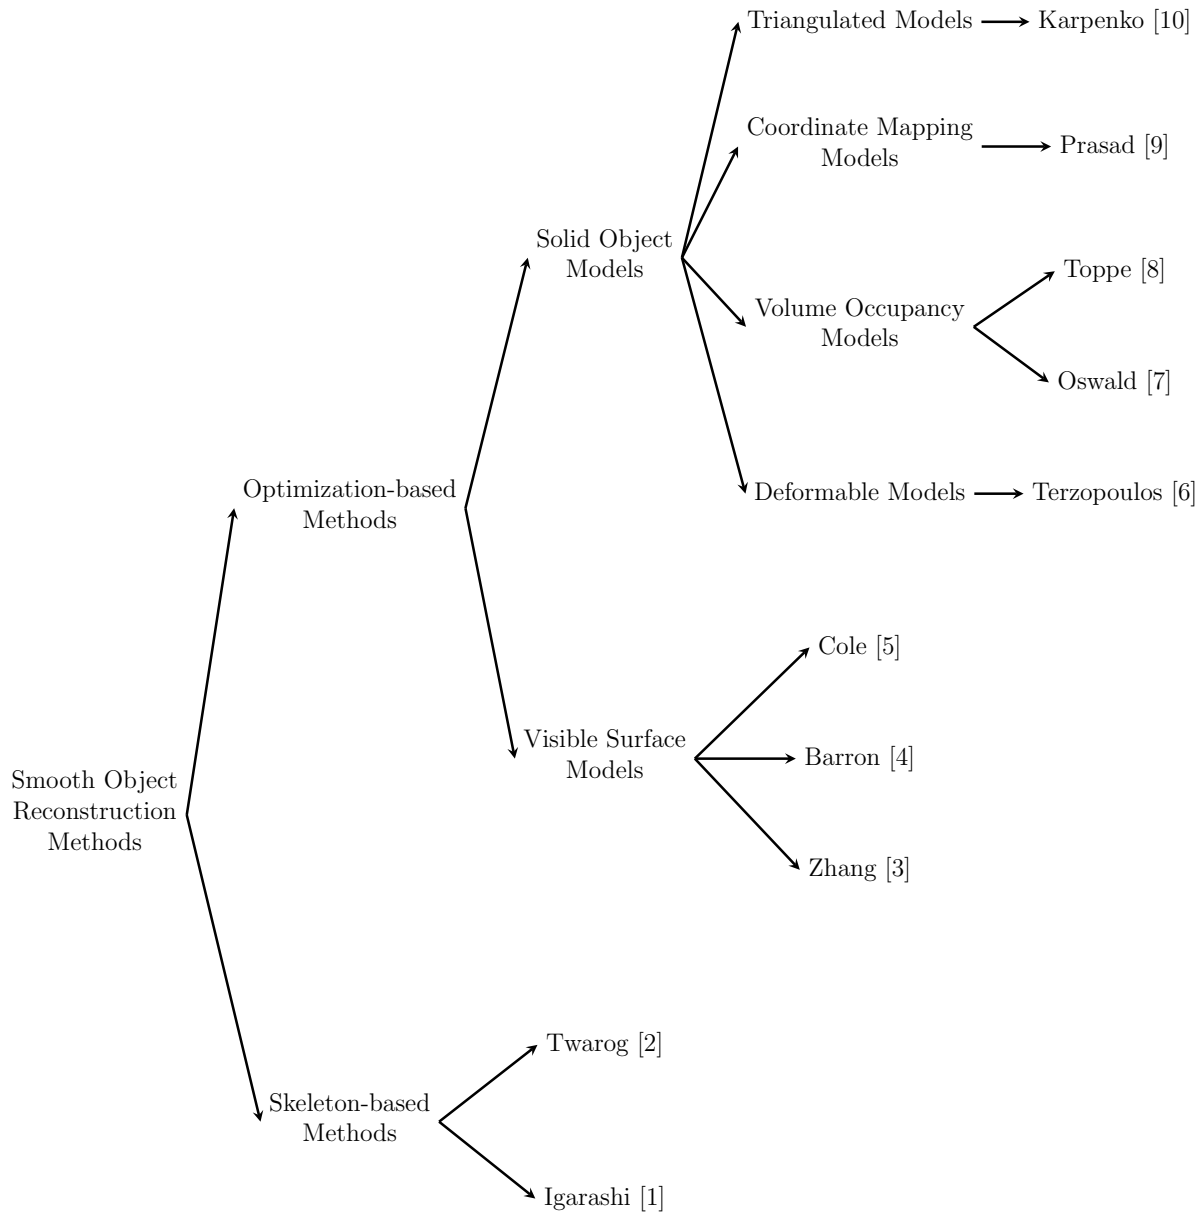 Triangulated Models
Karpenko [10]
Coordinate Mapping
Models
Prasad [9]
Solid Object
Models
Toppe [8]
Volume Occupancy
Models
Oswald [7]
Optimization-based
Methods
Deformable Models
Terzopoulos [6]
Cole [5]
Visible Surface
Models
Barron [4]
Smooth Object
Reconstruction
Methods
Zhang [3]
Twarog [2]
Skeleton-based
Methods
Igarashi [1]